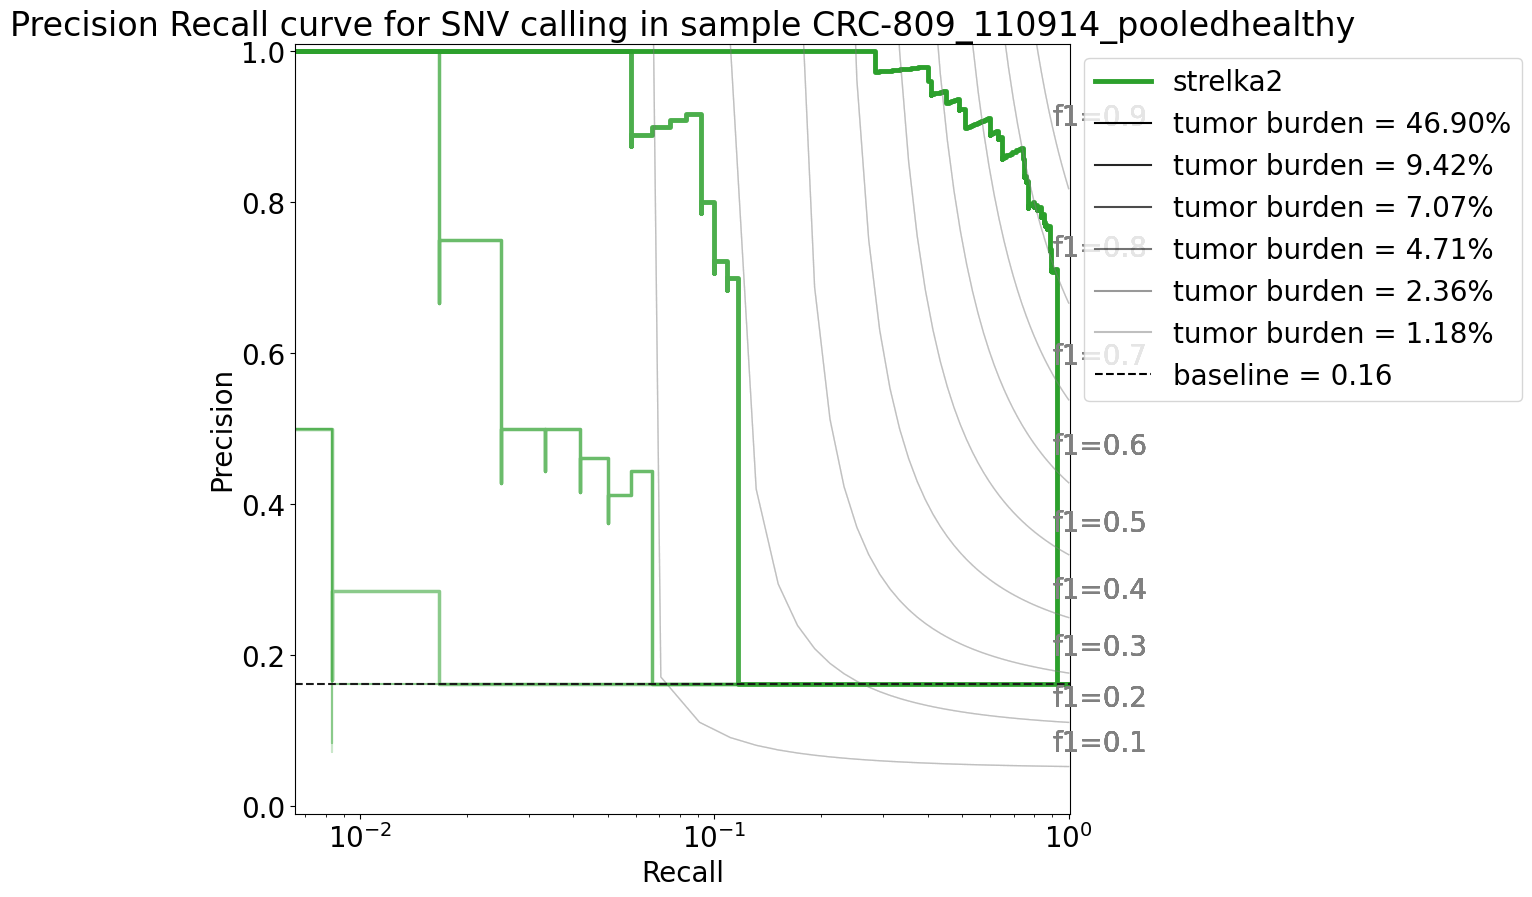 Precision Recall curve for SNV calling in sample CRC-809_110914_pooledhealthy
1.0
0.8
0.6
0.4
0.2
0.0
Precision
10⁻²
10⁻¹
10⁰
Recall
f1=0.9
f1=0.8
f1=0.7
f1=0.6
f1=0.5
f1=0.4
f1=0.3
f1=0.2
f1=0.1
strelka2
tumor burden = 46.90%
tumor burden = 9.42%
tumor burden = 7.07%
tumor burden = 4.71%
tumor burden = 2.36%
tumor burden = 1.18%
baseline = 0.16